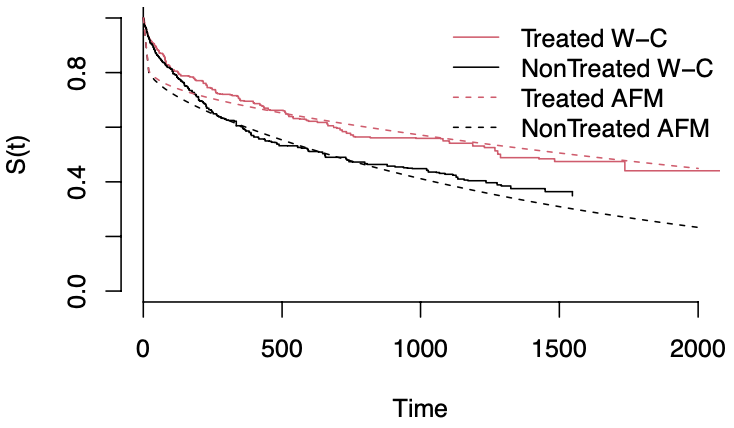 Treated W−C
NonTreated W−C
Treated AFM
NonTreated AFM
S(t)
0.8
0.4
0.0
0 500 1000 1500 2000
Time